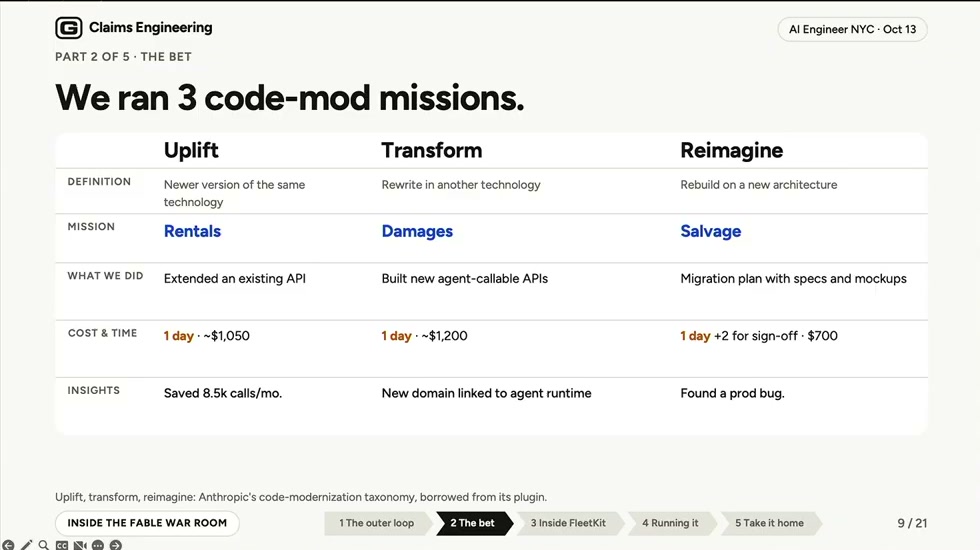 G Claims Engineering
AI Engineer NYC · Oct 13
PART 2 OF 5 · THE BET
We ran 3 code-mod missions.
Uplift Transform Reimagine
DEFINITION Newer version of the same Rewrite in another technology Rebuild on a new architecture
technology
MISSION Rentals Damages Salvage
WHAT WE DID Extended an existing API Built new agent-callable APIs Migration plan with specs and mockups
COST & TIME 1 day · ~$1,050 1 day · ~$1,200 1 day +2 for sign-off · $700
INSIGHTS Saved 8.5k calls/mo. New domain linked to agent runtime Found a prod bug.
Uplift, transform, reimagine: Anthropic's code-modernization taxonomy, borrowed from its plugin.
INSIDE THE FABLE WAR ROOM 1 The outer loop 2 The bet 3 Inside FleetKit 4 Running it 5 Take it home 9 / 21
CC